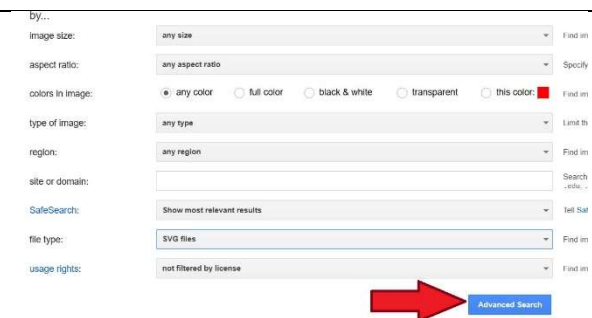 by...
image size: any size Find im
aspect ratio: any aspect ratio Specify
colors in image: any color full color black & white transparent this color: Find im
type of image: any type Limit th
region: any region Find im
site or domain: Search
.edu, .
SafeSearch: Show most relevant results Tell Saf
file type: SVG files Find im
usage rights: not filtered by license Find im
Advanced Search